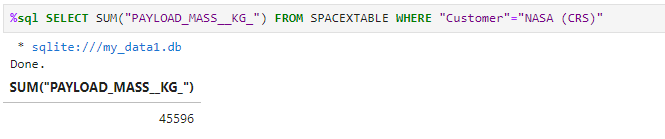 %sql SELECT SUM("PAYLOAD_MASS__KG_") FROM SPACEXTABLE WHERE "Customer"="NASA (CRS)"
* sqlite:///my_data1.db
Done.
SUM("PAYLOAD_MASS__KG_")
45596